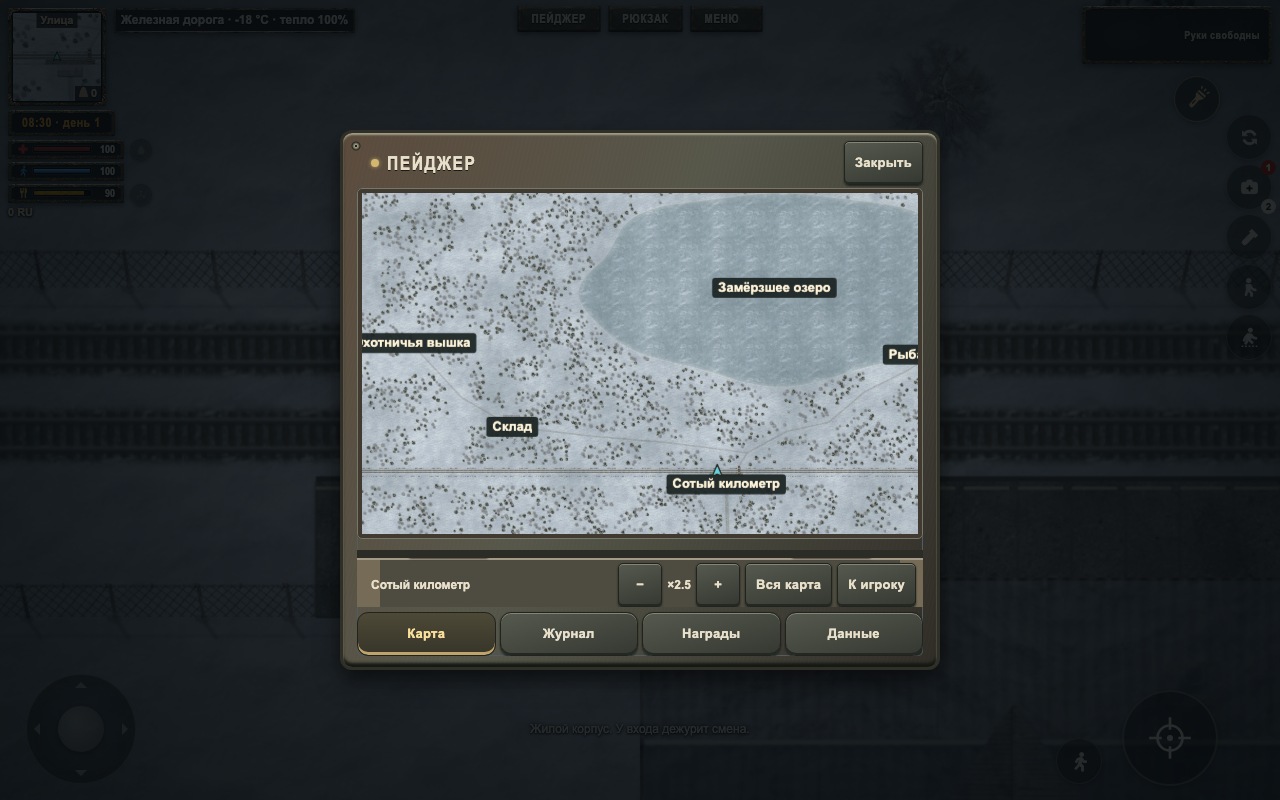 Улица
Железная дорога · -18 °C · тепло 100%
ПЕЙДЖЕР
РЮКЗАК
МЕНЮ
Руки свободны
0
08:30 · день 1
100
100
90
0 RU
1
2
ПЕЙДЖЕР
Закрыть
Замёрзшее озеро
хотничья вышка
Рыба
Склад
Сотый километр
Сотый километр
−
×2.5
+
Вся карта
К игроку
Карта
Журнал
Награды
Данные
Жилой корпус. У входа дежурит смена.